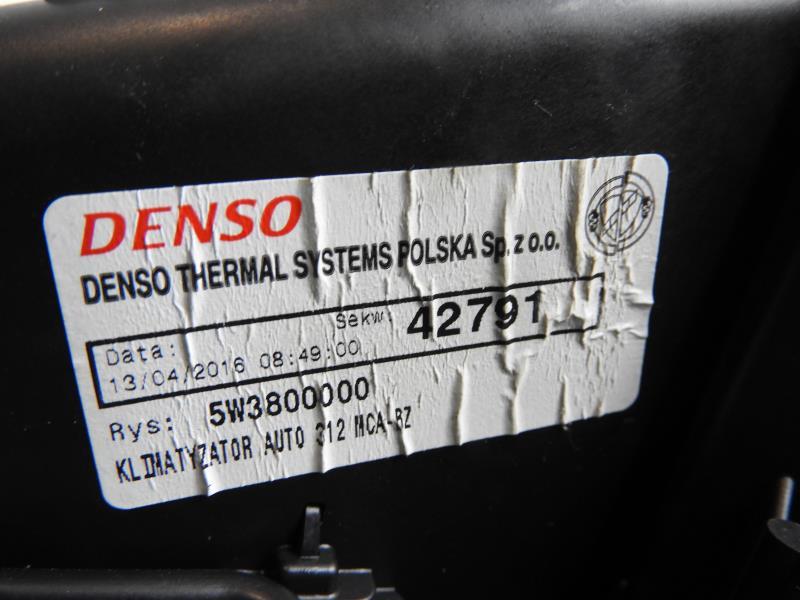 DENSO
DENSO THERMAL SYSTEMS POLSKA Sp. z o.o.
Data: Sekw: 42791
13/04/2016 08:49:00
Rys: 5W3800000
KLIMATYZATOR AUTO 312 MCA-RZ